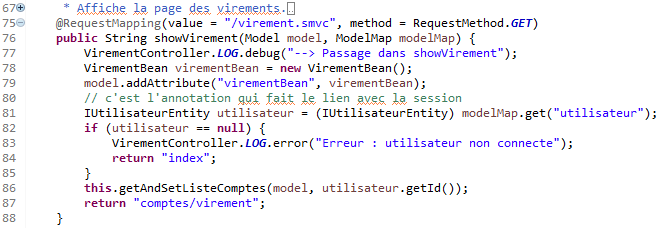 67 * Affiche la page des virements.
75 @RequestMapping(value = "/virement.smvc", method = RequestMethod.GET)
76 public String showVirement(Model model, ModelMap modelMap) {
77 VirementController.LOG.debug("--> Passage dans showVirement");
78 VirementBean virementBean = new VirementBean();
79 model.addAttribute("virementBean", virementBean);
80 // c'est l'annotation qui fait le lien avec la session
81 IUtilisateurEntity utilisateur = (IUtilisateurEntity) modelMap.get("utilisateur");
82 if (utilisateur == null) {
83 VirementController.LOG.error("Erreur : utilisateur non connecte");
84 return "index";
85 }
86 this.getAndSetListeComptes(model, utilisateur.getId());
87 return "comptes/virement";
88 }